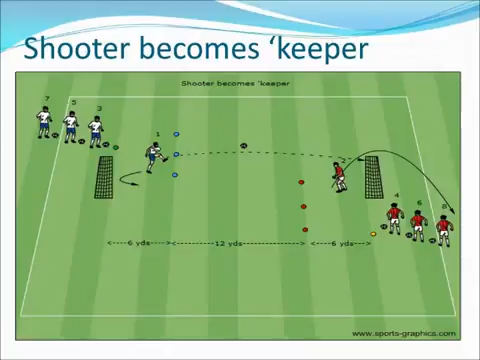 Shooter becomes ‘keeper
Shooter becomes 'keeper
7
5
3
1
2
4
6
8
<----6 yds---->
<----12 yds---->
<----6 yds---->
www.sports-graphics.com